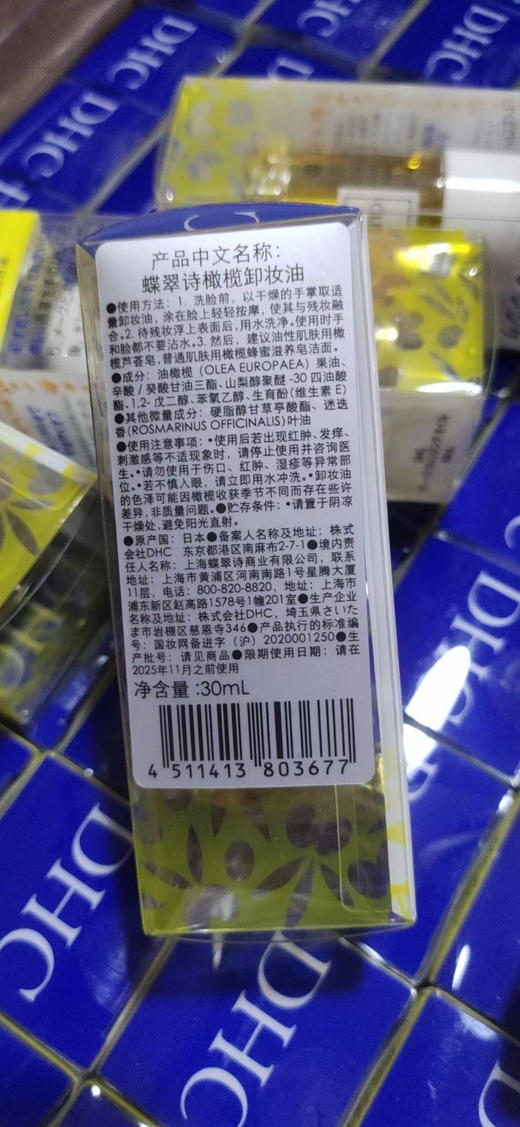 DHC
DHC
DHC
DHC
产品中文名称:
蝶翠诗橄榄卸妆油
●使用方法: 1. 洗脸前, 以干燥的手掌取适
量卸妆油, 涂在脸上轻轻按摩, 使其与残妆融
合。2. 待残妆浮上表面后, 用水洗净。使用时手
和脸都不要沾水。3. 然后, 建议油性肌肤用橄
榄芦荟皂, 普通肌肤用橄榄蜂蜜滋养皂洁面。
●成分: 油橄榄 (OLEA EUROPAEA) 果油、
辛酸/癸酸甘油三酯、山梨醇聚醚-30 四油酸
酯、1,2- 戊二醇、苯氧乙醇、生育酚(维生素 E)
●其他微量成分: 硬脂醇甘草亭酸酯、迷迭
香(ROSMARINUS OFFICINALIS)叶油
●使用注意事项: •使用后若出现红肿、发痒、
刺激感等不适现象时, 请停止使用并咨询医
生。•请勿使用于伤口、红肿、湿疹等异常部
位。•若不慎入眼, 请立即用水冲洗。•卸妆油
的色泽可能因橄榄收获季节不同而存在些许
差异, 非质量问题。●贮存条件: •请置于阴凉
干燥处, 避免阳光直射。
●原产国: 日本●备案人名称及地址: 株式
会社DHC 东京都港区南麻布2-7-1●境内责
任人名称: 上海蝶翠诗商业有限公司, 联系
地址: 上海市黄浦区河南南路1号星腾大厦
11层, 电话: 800-820-8820, 地址: 上海市
浦东新区赵高路1578号1幢201室●生产企业
名称及地址: 株式会社DHC, 埼玉県さいた
ま市岩槻区慈恩寺346●产品执行的标准编
号: 国妆网备进字 (沪) 2020001250●生
产批号: 请见商品●限期使用日期: 请在
2025年11月之前使用
净含量:30mL
4 511413 803677
DHC
DHC
DHC
DHC